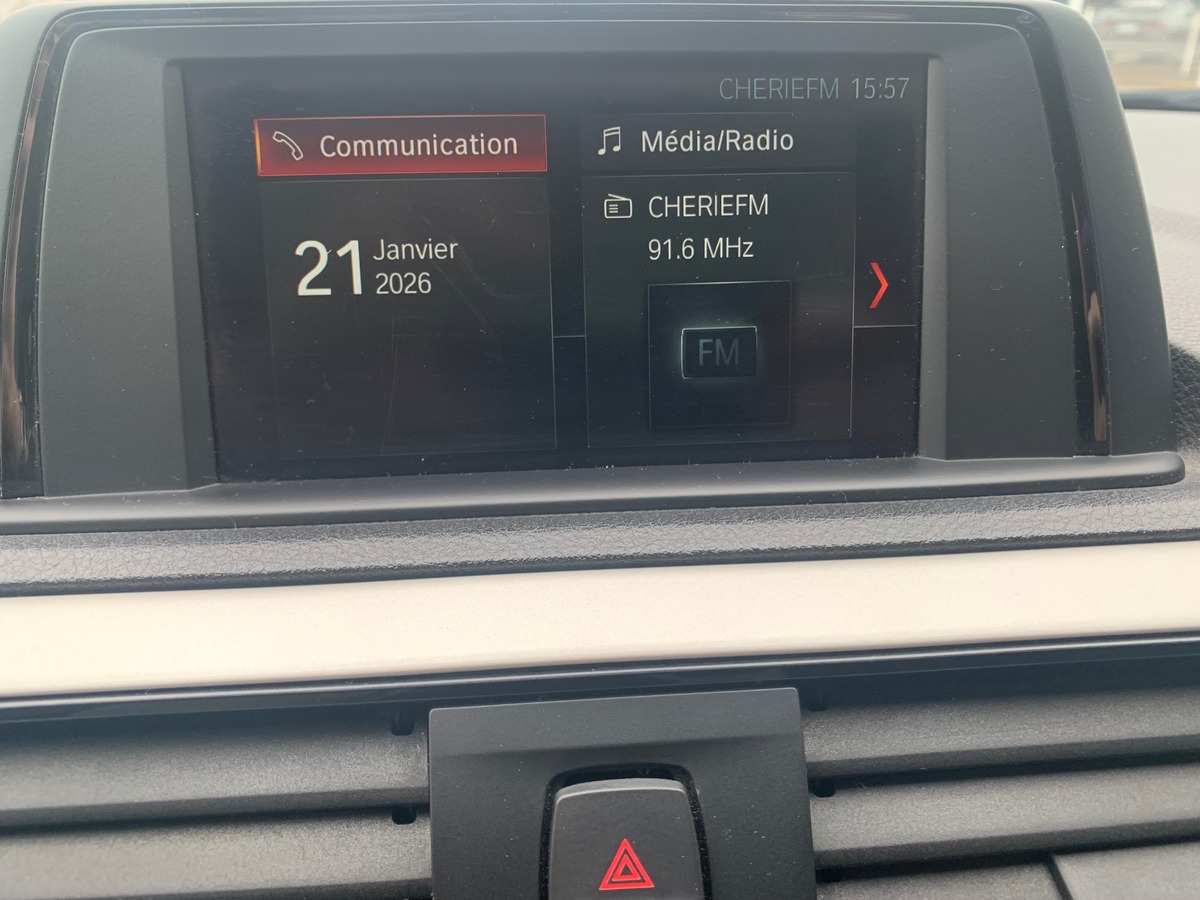 CHERIEFM 15:57
Communication
Média/Radio
21 Janvier
2026
CHERIEFM
91.6 MHz
FM